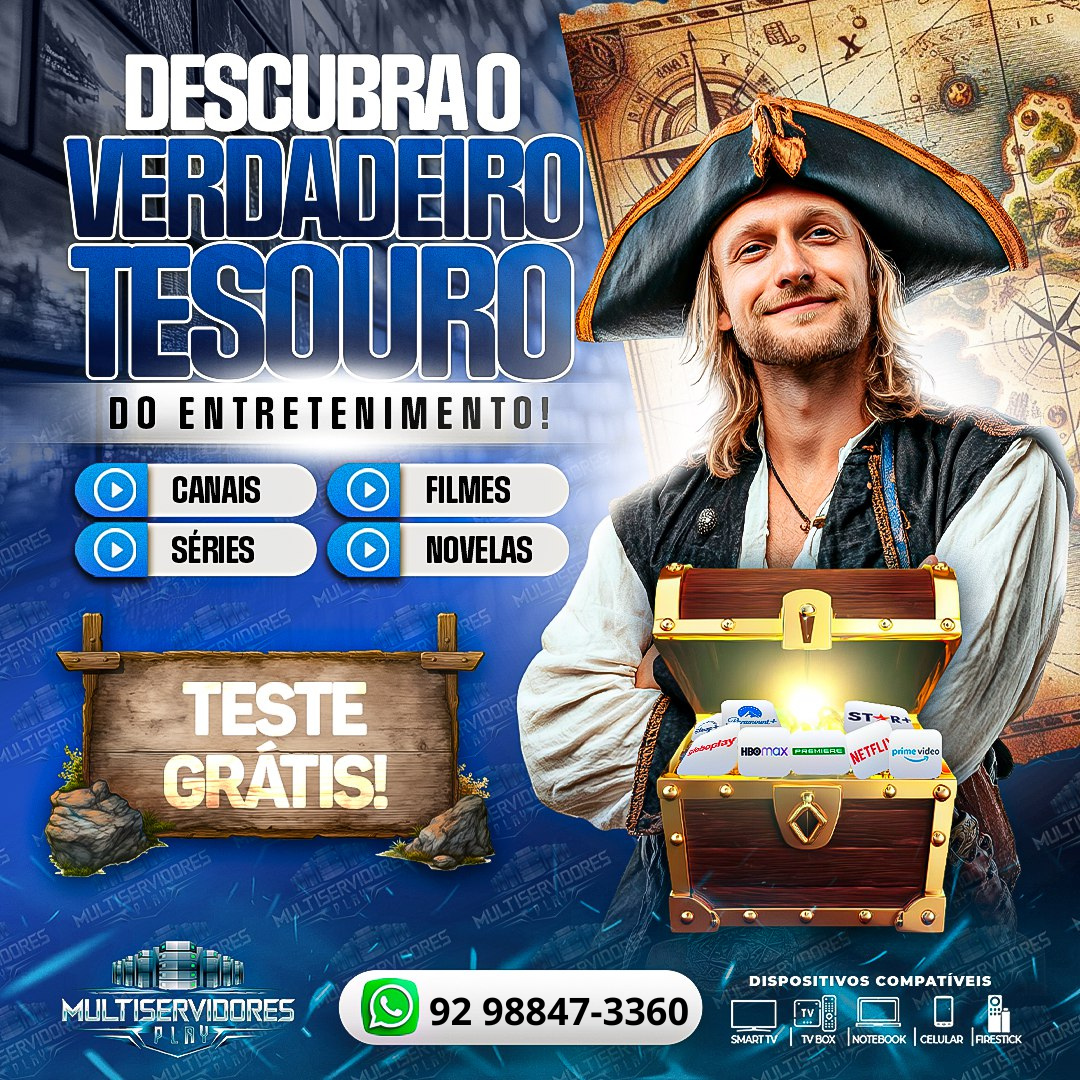 DESCUBRA O
VERDADEIRO
TESOURO
DO ENTRETENIMENTO!
CANAIS
FILMES
SÉRIES
NOVELAS
TESTE
GRÁTIS!
Paramount+
STAR+
globoplay
HBOMAX
PREMIERE
NETFLIX
prime video
MULTISERVIDORES
PLAY
92 98847-3360
DISPOSITIVOS COMPATÍVEIS
SMART TV
TV
TV BOX
NOTEBOOK
CELULAR
FIRESTICK